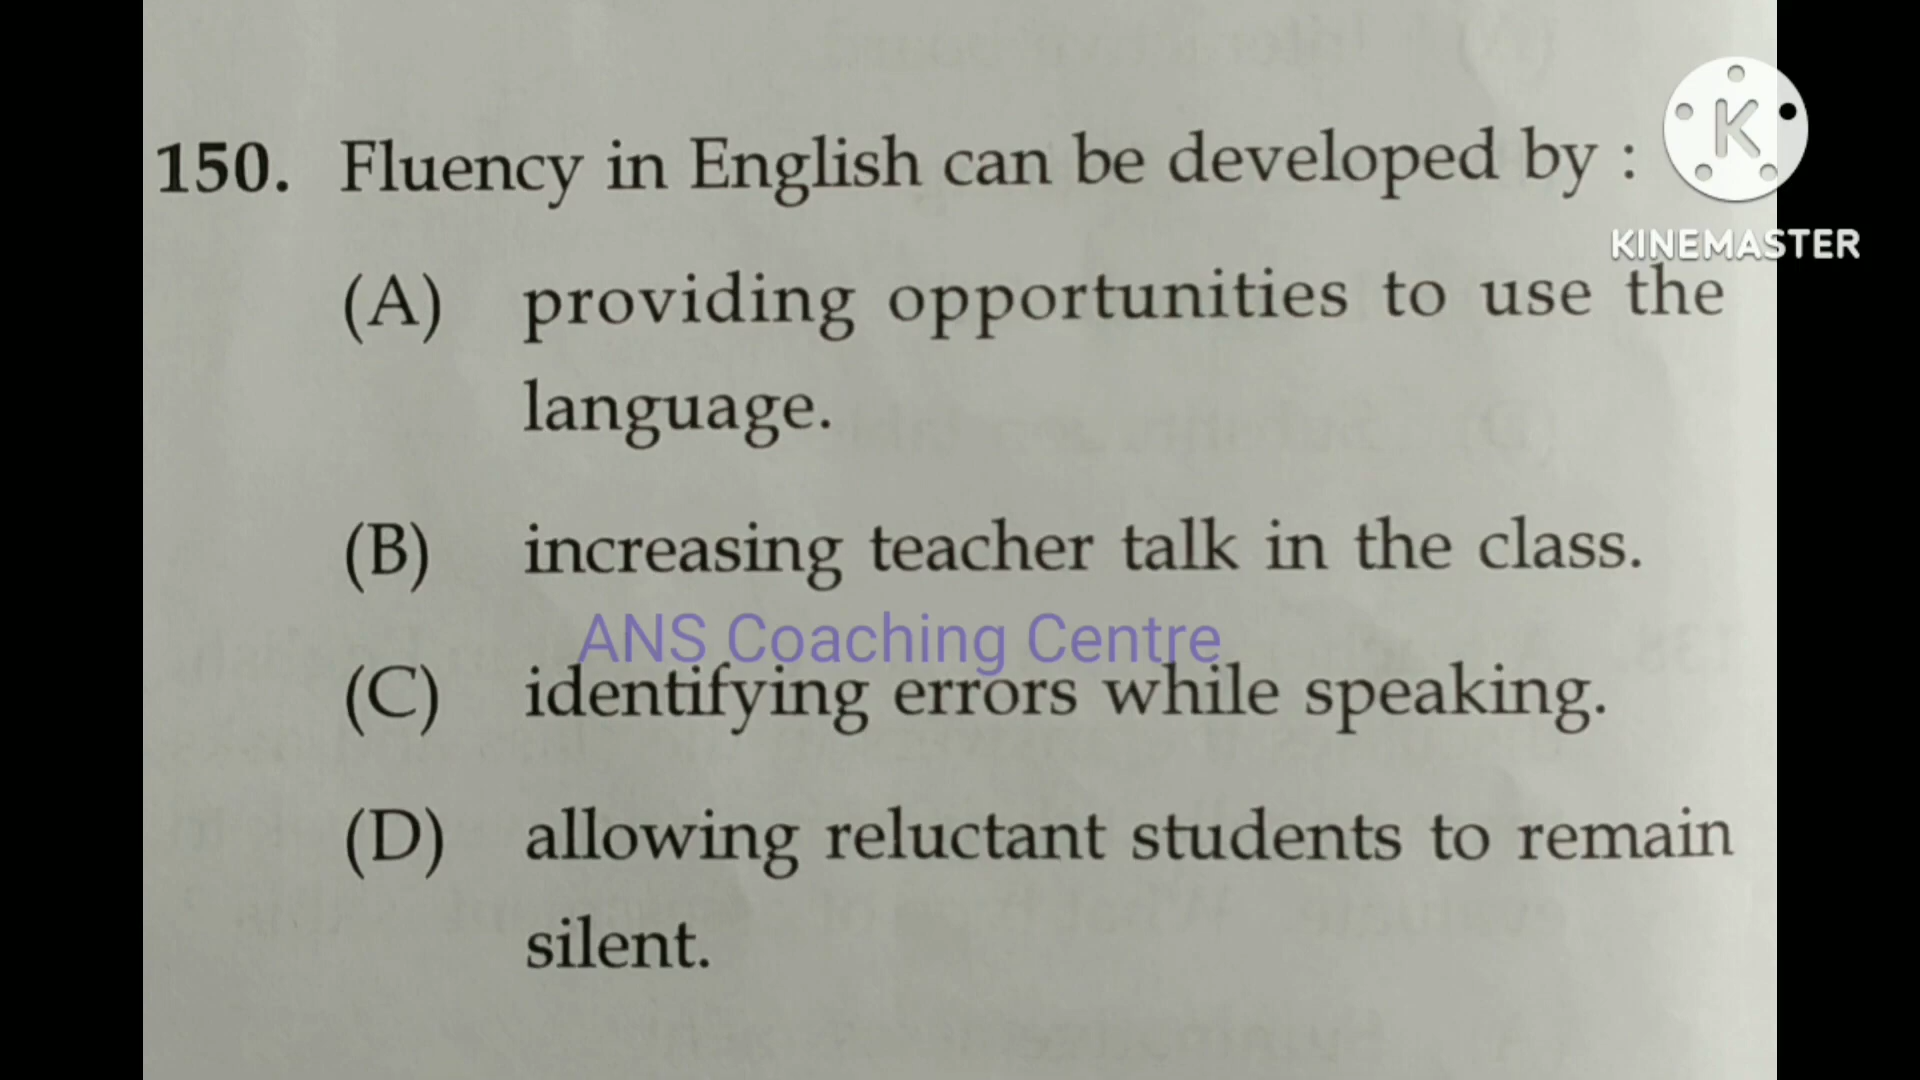 150. Fluency in English can be developed by :
K
KINEMASTER
(A) providing opportunities to use the
language.
(B) increasing teacher talk in the class.
ANS Coaching Centre
(C) identifying errors while speaking.
(D) allowing reluctant students to remain
silent.